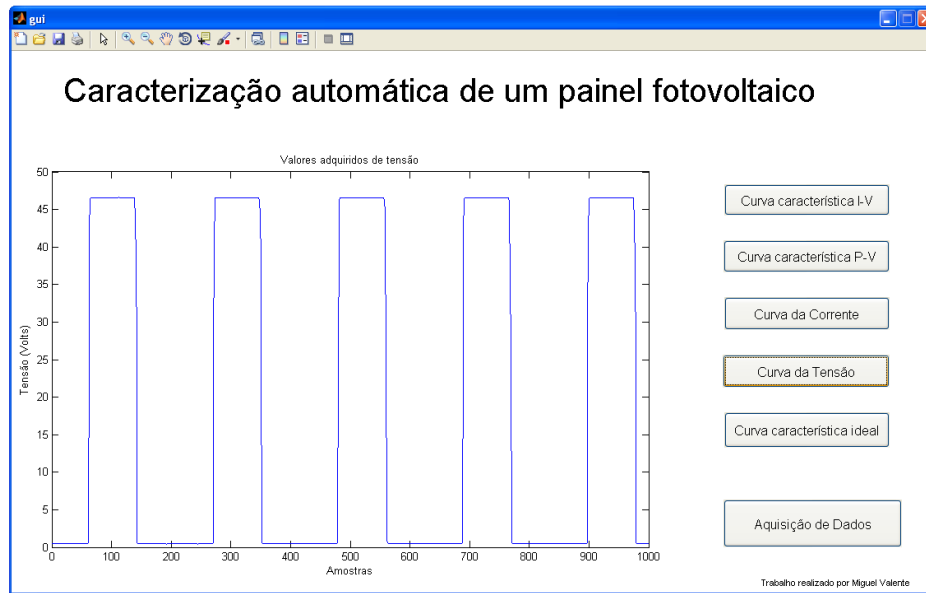 gui
Caracterização automática de um painel fotovoltaico
Valores adquiridos de tensão
50
45
40
35
30
25
20
15
10
5
0
Tensão (Volts)
0 100 200 300 400 500 600 700 800 900 1000
Amostras
Curva característica I-V
Curva característica P-V
Curva da Corrente
Curva da Tensão
Curva característica ideal
Aquisição de Dados
Trabalho realizado por Miguel Valente